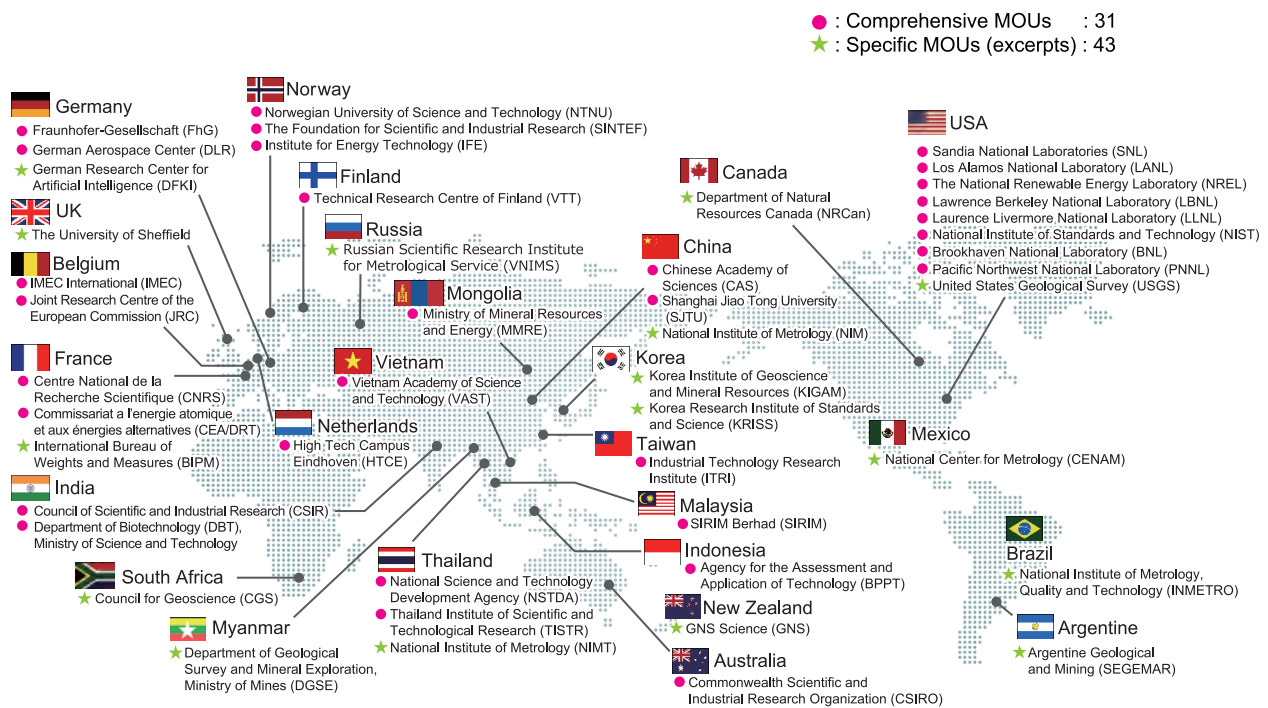 : Comprehensive MOUs : 31
: Specific MOUs (excerpts) : 43
Germany
Fraunhofer-Gesellschaft (FhG)
German Aerospace Center (DLR)
German Research Center for
Artificial Intelligence (DFKI)
UK
The University of Sheffield
Belgium
IMEC International (IMEC)
Joint Research Centre of the
European Commission (JRC)
France
Centre National de la
Recherche Scientifique (CNRS)
Commissariat a l'energie atomique
et aux énergies alternatives (CEA/DRT)
International Bureau of
Weights and Measures (BIPM)
India
Council of Scientific and Industrial Research (CSIR)
Department of Biotechnology (DBT),
Ministry of Science and Technology
South Africa
Council for Geoscience (CGS)
Myanmar
Department of Geological
Survey and Mineral Exploration,
Ministry of Mines (DGSE)
Norway
Norwegian University of Science and Technology (NTNU)
The Foundation for Scientific and Industrial Research (SINTEF)
Institute for Energy Technology (IFE)
Finland
Technical Research Centre of Finland (VTT)
Russia
Russian Scientific Research Institute
for Metrological Service (VNIMS)
Mongolia
Ministry of Mineral Resources
and Energy (MMRE)
Vietnam
Vietnam Academy of Science
and Technology (VAST)
Netherlands
High Tech Campus
Eindhoven (HTCE)
Thailand
National Science and Technology
Development Agency (NSTDA)
Thailand Institute of Scientific and
Technological Research (TISTR)
National Institute of Metrology (NIMT)
Canada
Department of Natural
Resources Canada (NRCan)
China
Chinese Academy of
Sciences (CAS)
Shanghai Jiao Tong University
(SJTU)
National Institute of Metrology (NIM)
Korea
Korea Institute of Geoscience
and Mineral Resources (KIGAM)
Korea Research Institute of Standards
and Science (KRISS)
Taiwan
Industrial Technology Research
Institute (ITRI)
Malaysia
SIRIM Berhad (SIRIM)
Indonesia
Agency for the Assessment and
Application of Technology (BPPT)
New Zealand
GNS Science (GNS)
Australia
Commonwealth Scientific and
Industrial Research Organization (CSIRO)
USA
Sandia National Laboratories (SNL)
Los Alamos National Laboratory (LANL)
The National Renewable Energy Laboratory (NREL)
Lawrence Berkeley National Laboratory (LBNL)
Laurence Livermore National Laboratory (LLNL)
National Institute of Standards and Technology (NIST)
Brookhaven National Laboratory (BNL)
Pacific Northwest National Laboratory (PNNL)
United States Geological Survey (USGS)
Mexico
National Center for Metrology (CENAM)
Brazil
National Institute of Metrology,
Quality and Technology (INMETRO)
Argentine
Argentine Geological
and Mining (SEGEMAR)